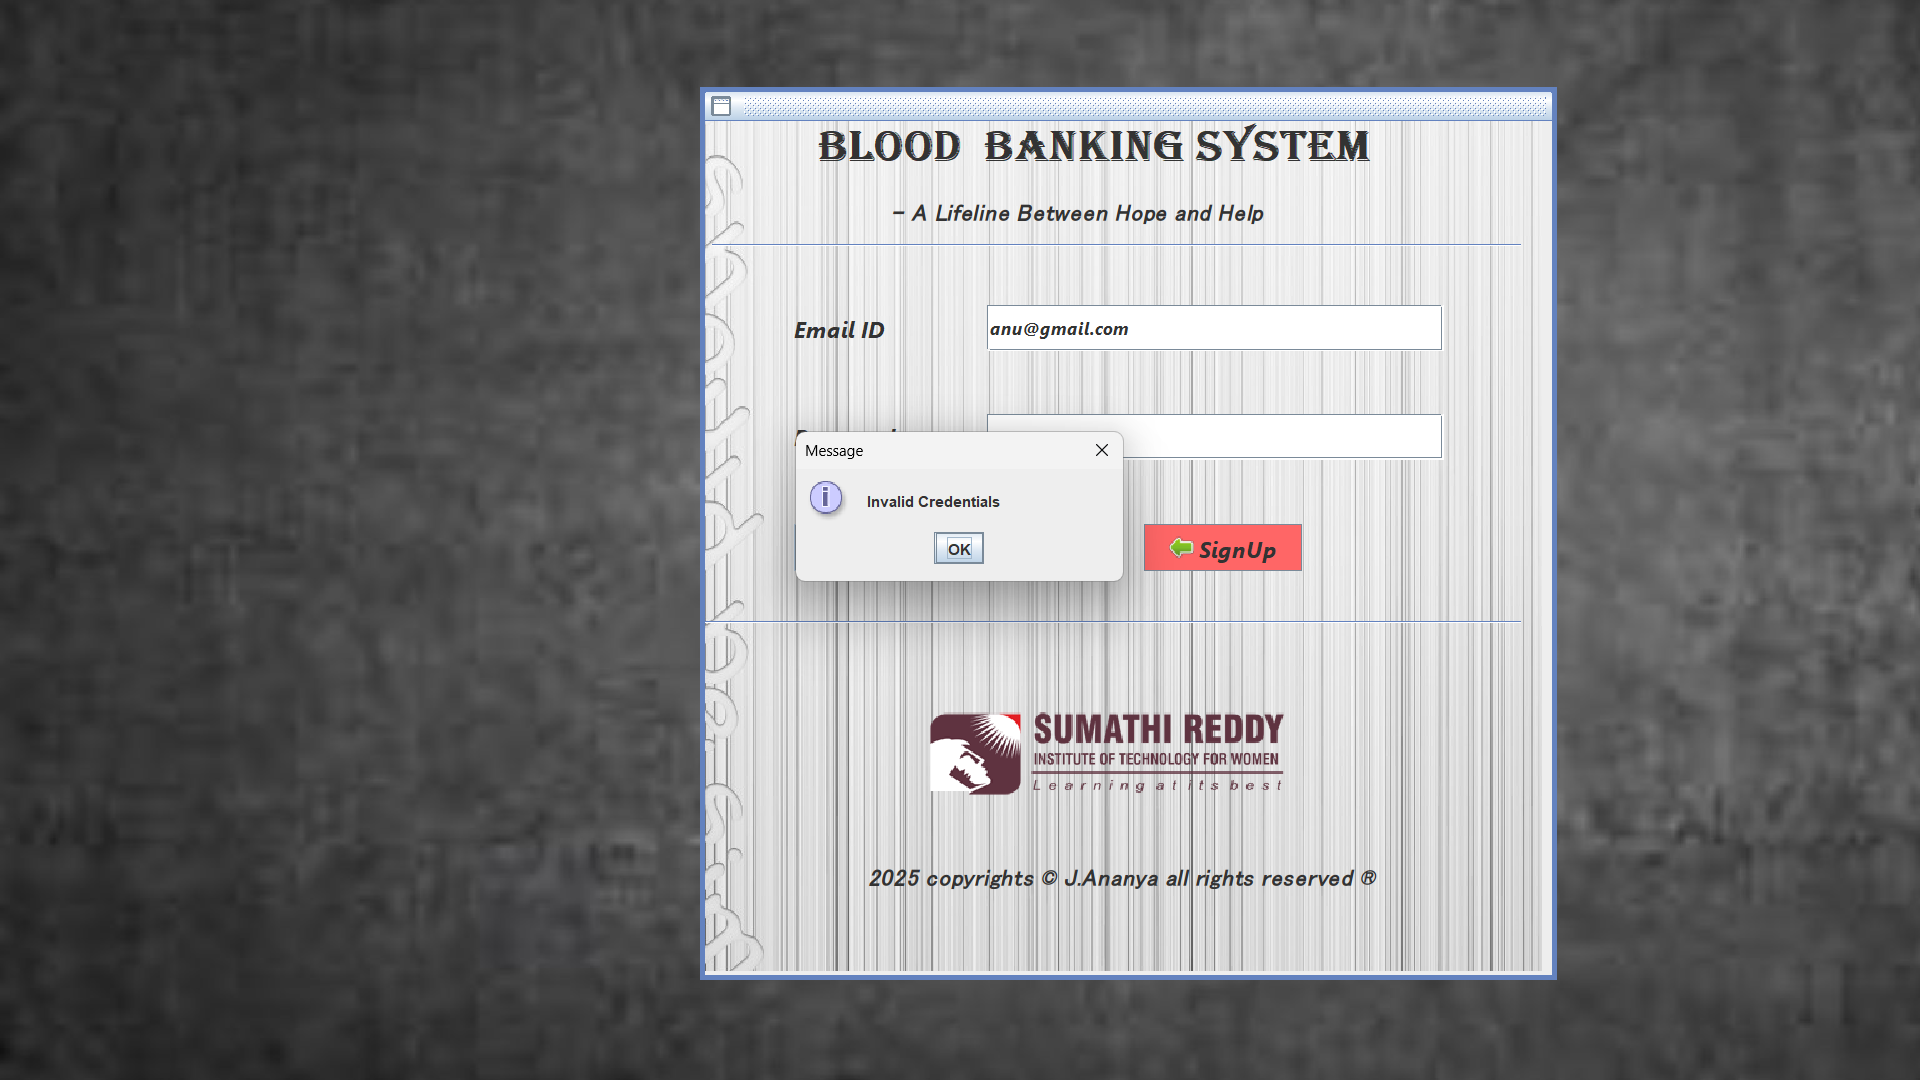 BLOOD BANKING SYSTEM
- A Lifeline Between Hope and Help
Email ID
anu@gmail.com
Message
Invalid Credentials
OK
SignUp
SUMATHI REDDY
INSTITUTE OF TECHNOLOGY FOR WOMEN
Learning at its best
2025 copyrights © J.Ananya all rights reserved ®